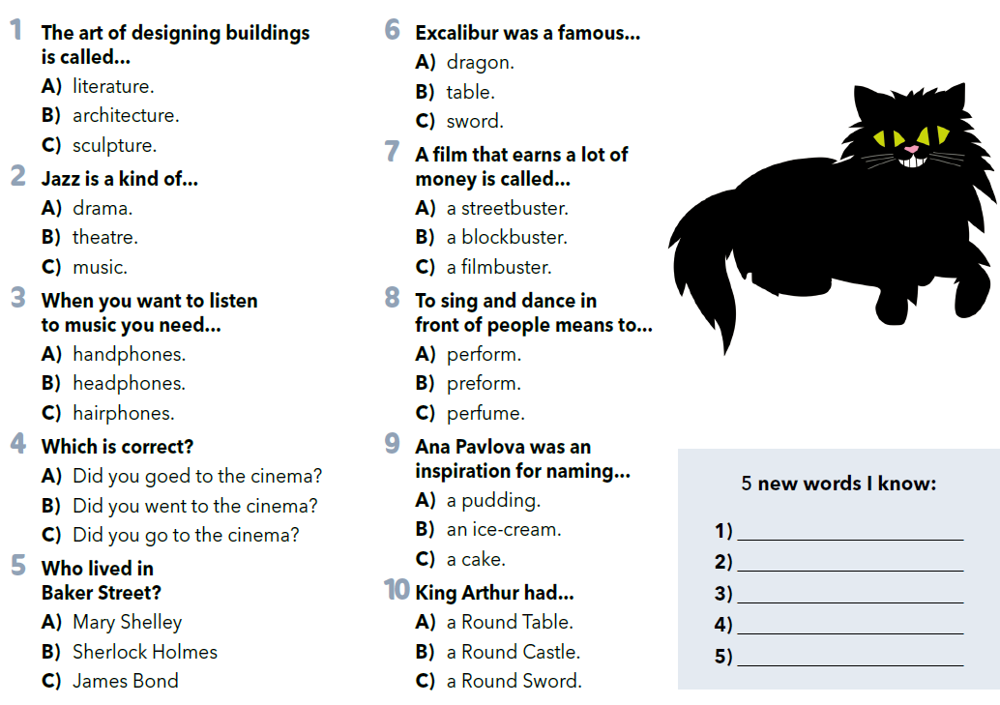 1 The art of designing buildings
is called...
A) literature.
B) architecture.
C) sculpture.
2 Jazz is a kind of...
A) drama.
B) theatre.
C) music.
3 When you want to listen
to music you need...
A) handphones.
B) headphones.
C) hairphones.
4 Which is correct?
A) Did you goed to the cinema?
B) Did you went to the cinema?
C) Did you go to the cinema?
5 Who lived in
Baker Street?
A) Mary Shelley
B) Sherlock Holmes
C) James Bond
6 Excalibur was a famous...
A) dragon.
B) table.
C) sword.
7 A film that earns a lot of
money is called...
A) a streetbuster.
B) a blockbuster.
C) a filmbuster.
8 To sing and dance in
front of people means to...
A) perform.
B) preform.
C) perfume.
9 Ana Pavlova was an
inspiration for naming...
A) a pudding.
B) an ice-cream.
C) a cake.
10 King Arthur had...
A) a Round Table.
B) a Round Castle.
C) a Round Sword.
5 new words I know:
1)
2)
3)
4)
5)